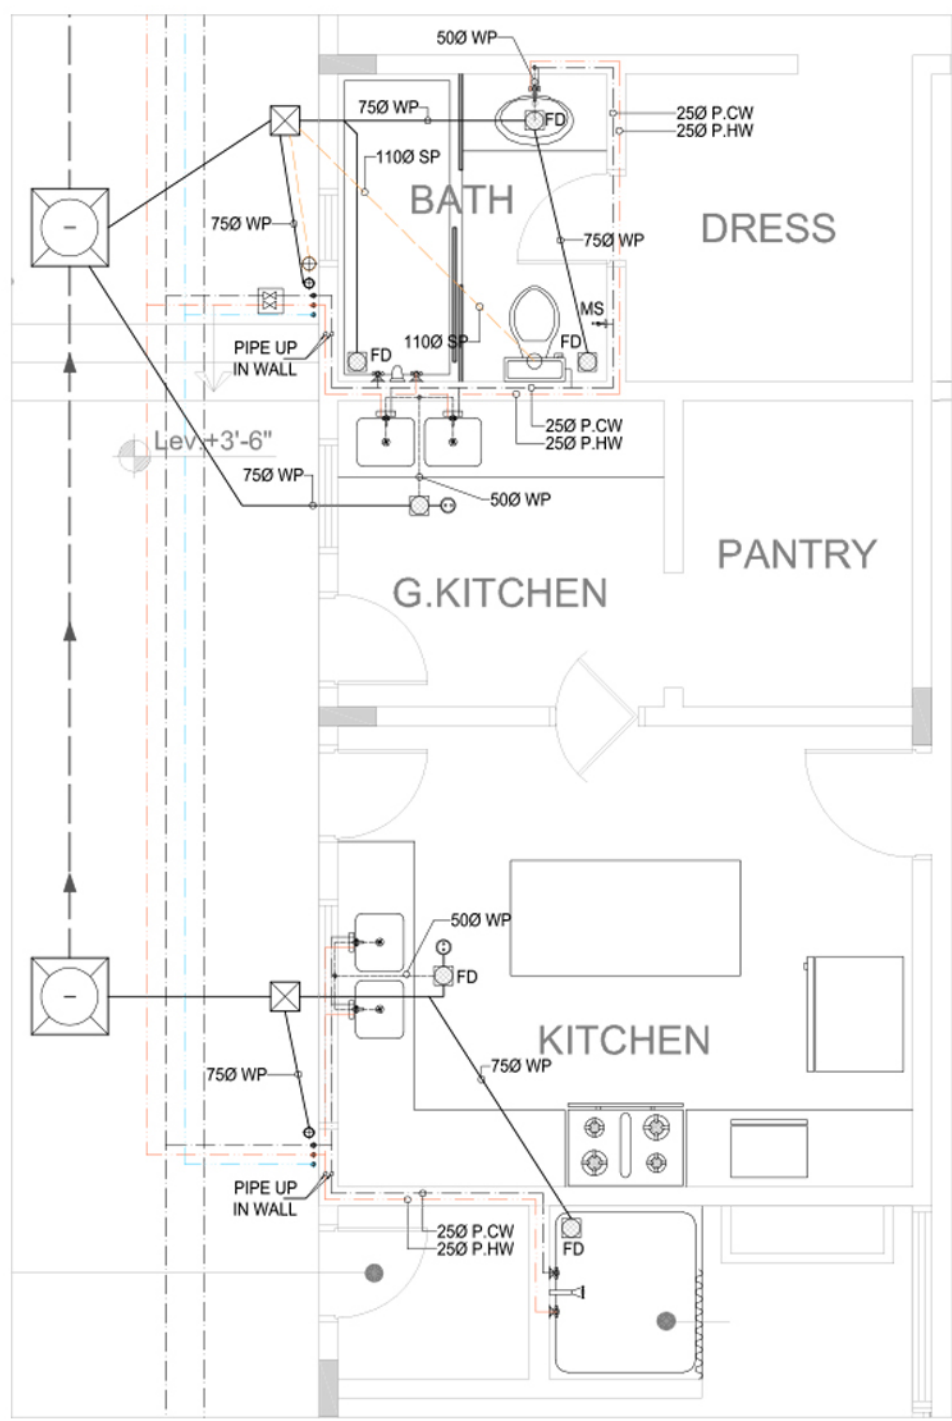 50Ø WP
75Ø WP
FD
25Ø P.CW
25Ø P.HW
110Ø SP
BATH
DRESS
75Ø WP
75Ø WP
MS
110Ø SP
FD
PIPE UP
IN WALL
FD
25Ø P.CW
25Ø P.HW
Lev.+3'-6"
75Ø WP
50Ø WP
PANTRY
G.KITCHEN
50Ø WP
FD
KITCHEN
75Ø WP
75Ø WP
PIPE UP
IN WALL
25Ø P.CW
25Ø P.HW
FD